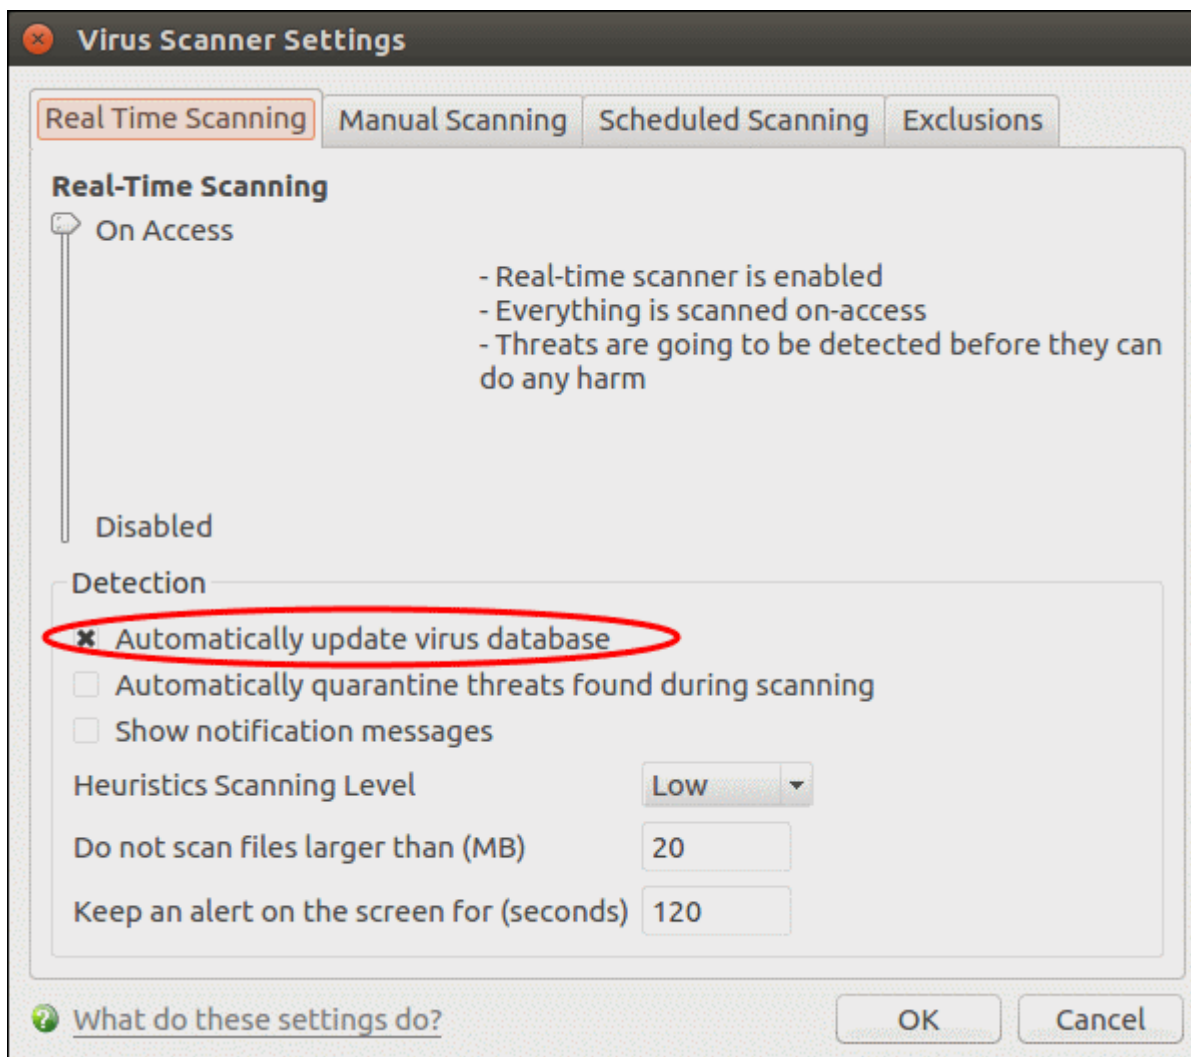 Virus Scanner Settings
Real Time Scanning
Manual Scanning
Scheduled Scanning
Exclusions
Real-Time Scanning
On Access
- Real-time scanner is enabled
- Everything is scanned on-access
- Threats are going to be detected before they can
do any harm
Disabled
Detection
Automatically update virus database
Automatically quarantine threats found during scanning
Show notification messages
Heuristics Scanning Level Low
Do not scan files larger than (MB) 20
Keep an alert on the screen for (seconds) 120
What do these settings do?
OK
Cancel